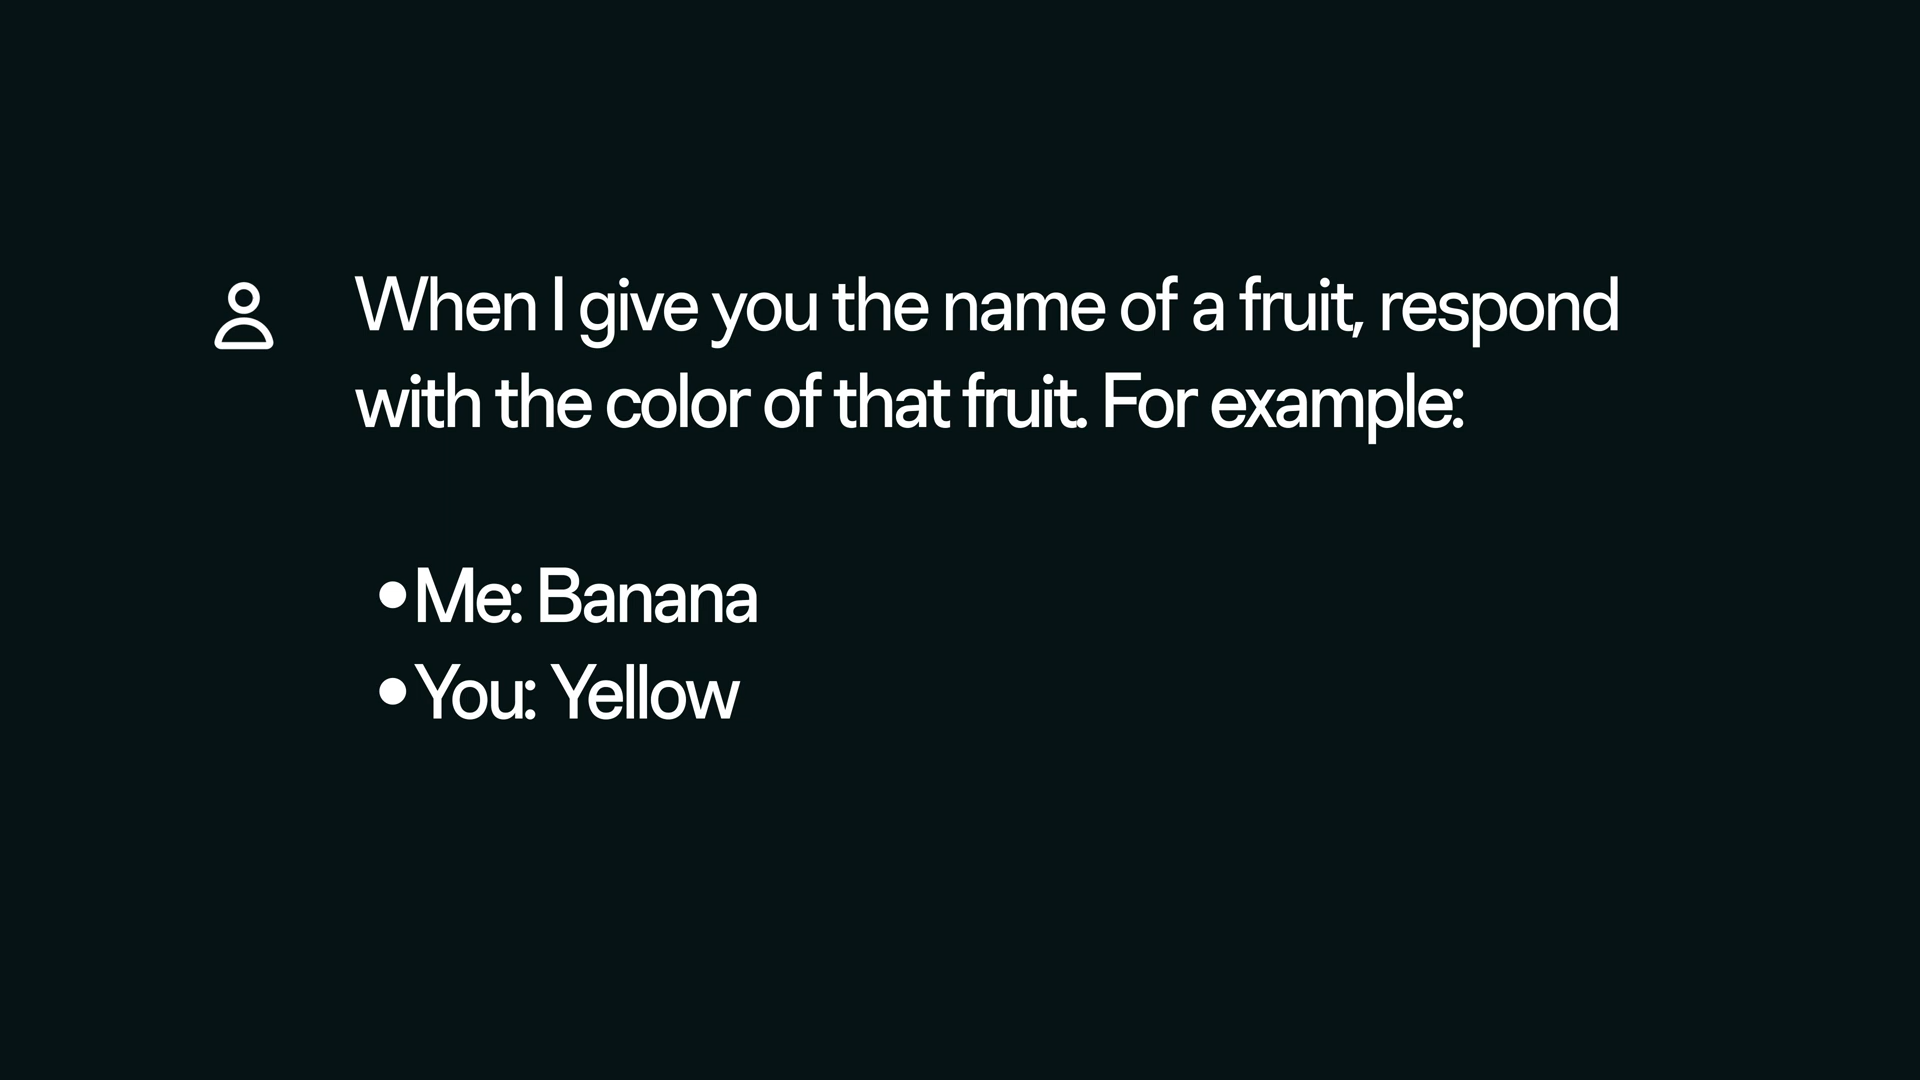 When I give you the name of a fruit, respond
with the color of that fruit. For example:
•Me: Banana
•You: Yellow